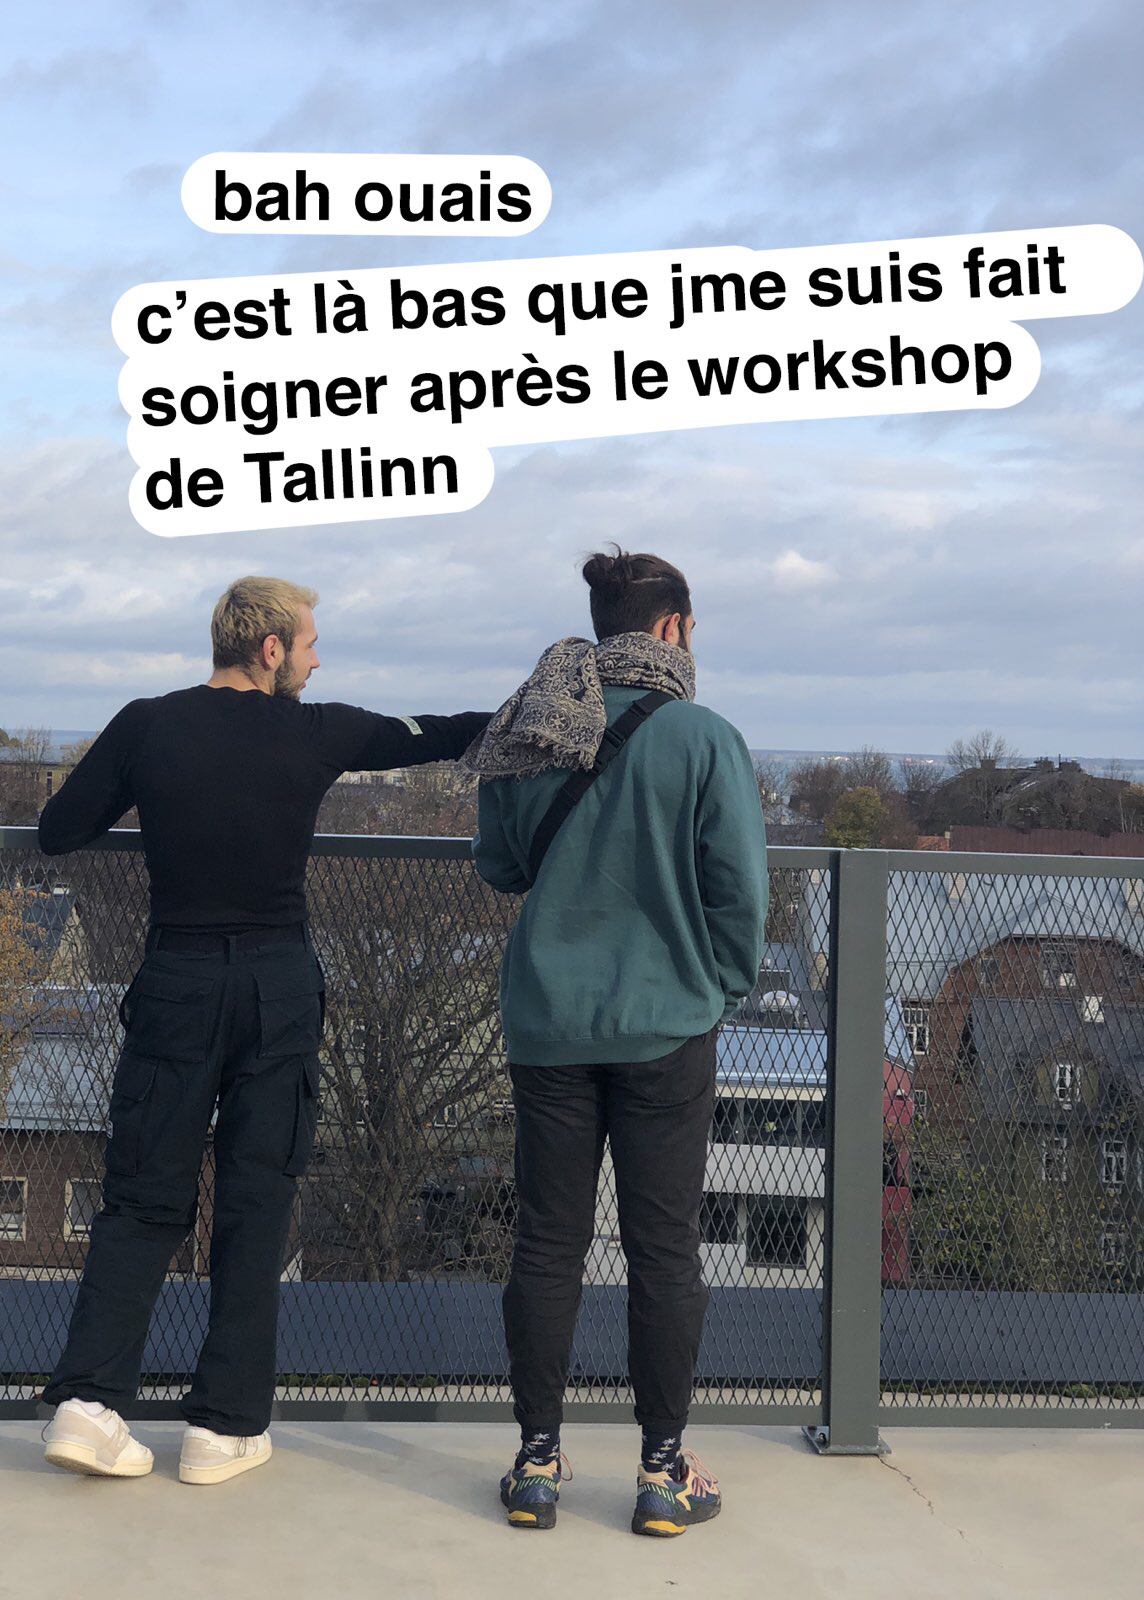 bah ouais
c’est là bas que jme suis fait
soigner après le workshop
de Tallinn